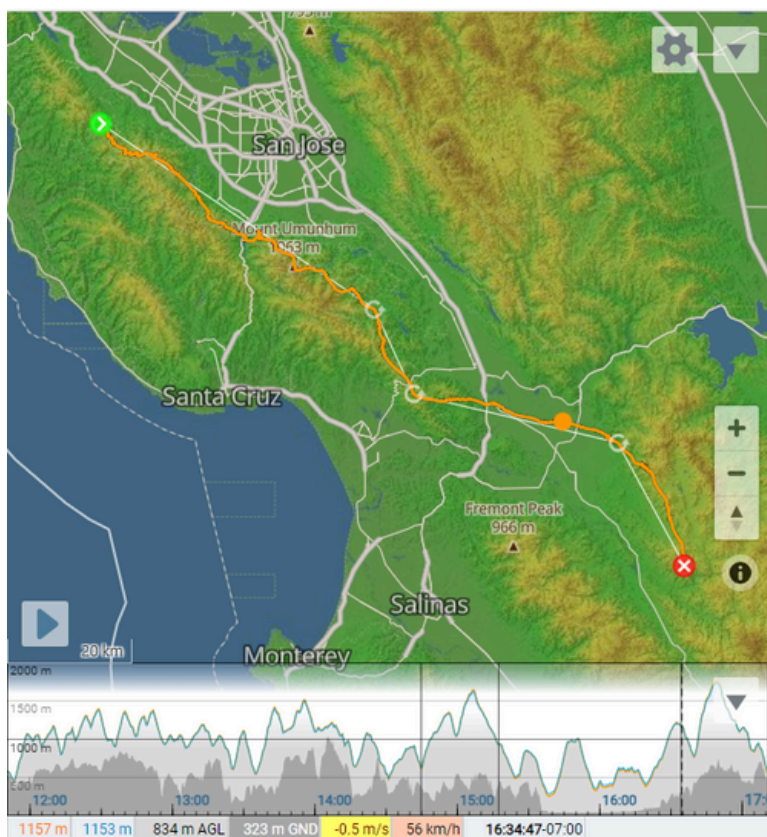 San Jose
Mount Umunhum
1063 m
Santa Cruz
Fremont Peak
966 m
Salinas
20 km
Monterey
2000 m
1500 m
1000 m
500 m
12:00 13:00 14:00 15:00 16:00
1157 m 1153 m 834 m AGL 323 m GND -0.5 m/s 56 km/h 16:34:47-07:00